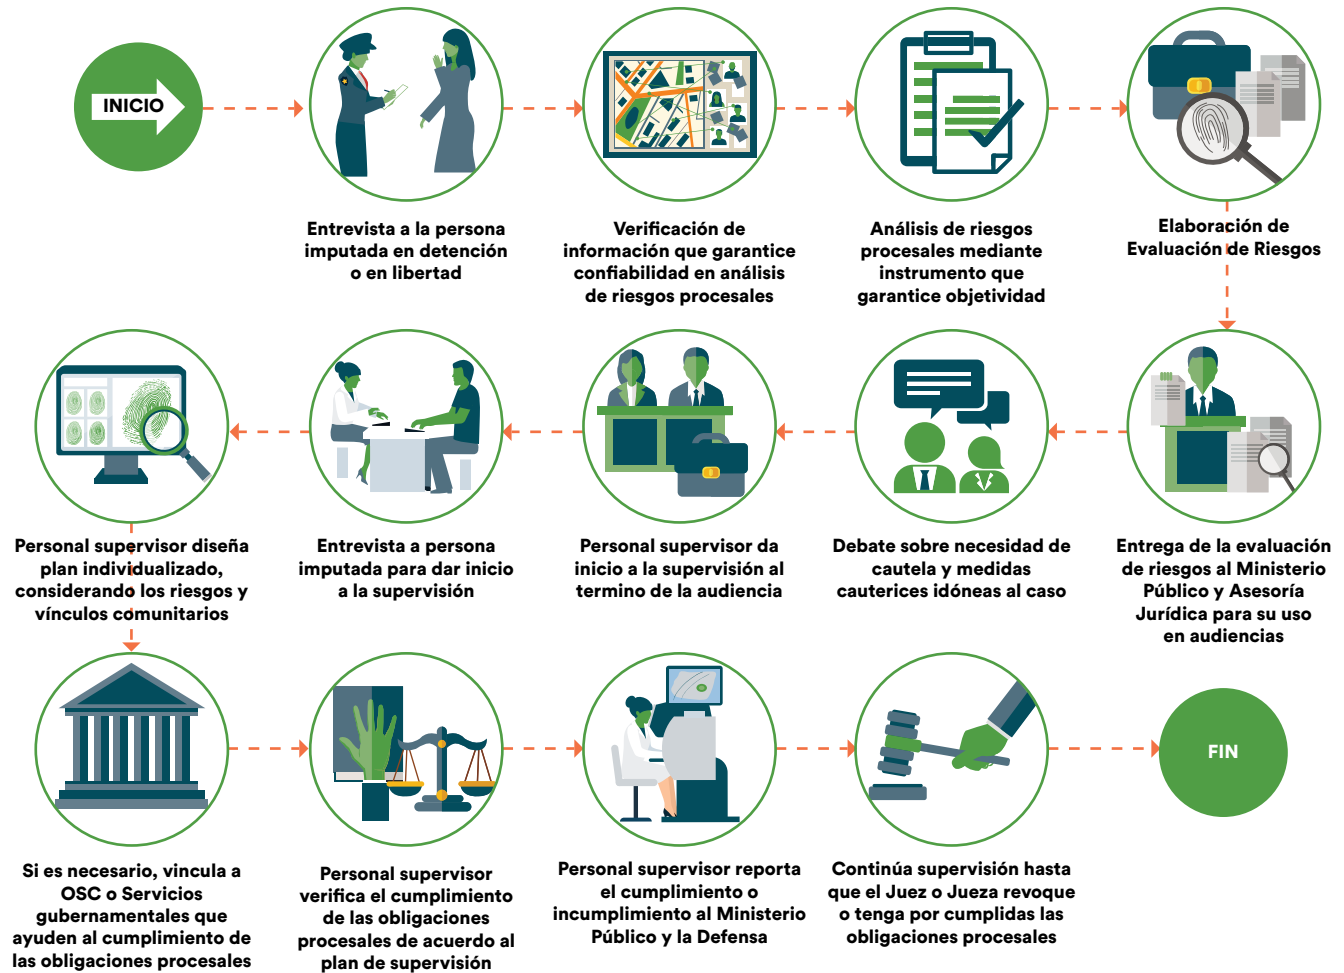 INICIO
Entrevista a la persona
imputada en detención
o en libertad
Verificación de
información que garantice
confiabilidad en análisis
de riesgos procesales
Análisis de riesgos
procesales mediante
instrumento que
garantice objetividad
Elaboración de
Evaluación de Riesgos
Entrega de la evaluación
de riesgos al Ministerio
Público y Asesoría
Jurídica para su uso
en audiencias
Debate sobre necesidad de
cautela y medidas
cauterices idóneas al caso
Personal supervisor da
inicio a la supervisión al
termino de la audiencia
Entrevista a persona
imputada para dar inicio
a la supervisión
Personal supervisor diseña
plan individualizado,
considerando los riesgos y
vínculos comunitarios
Si es necesario, vincula a
OSC o Servicios
gubernamentales que
ayuden al cumplimiento de
las obligaciones procesales
Personal supervisor
verifica el cumplimiento
de las obligaciones
procesales de acuerdo al
plan de supervisión
Personal supervisor reporta
el cumplimiento o
incumplimiento al Ministerio
Público y la Defensa
Continúa supervisión hasta
que el Juez o Jueza revoque
o tenga por cumplidas las
obligaciones procesales
FIN